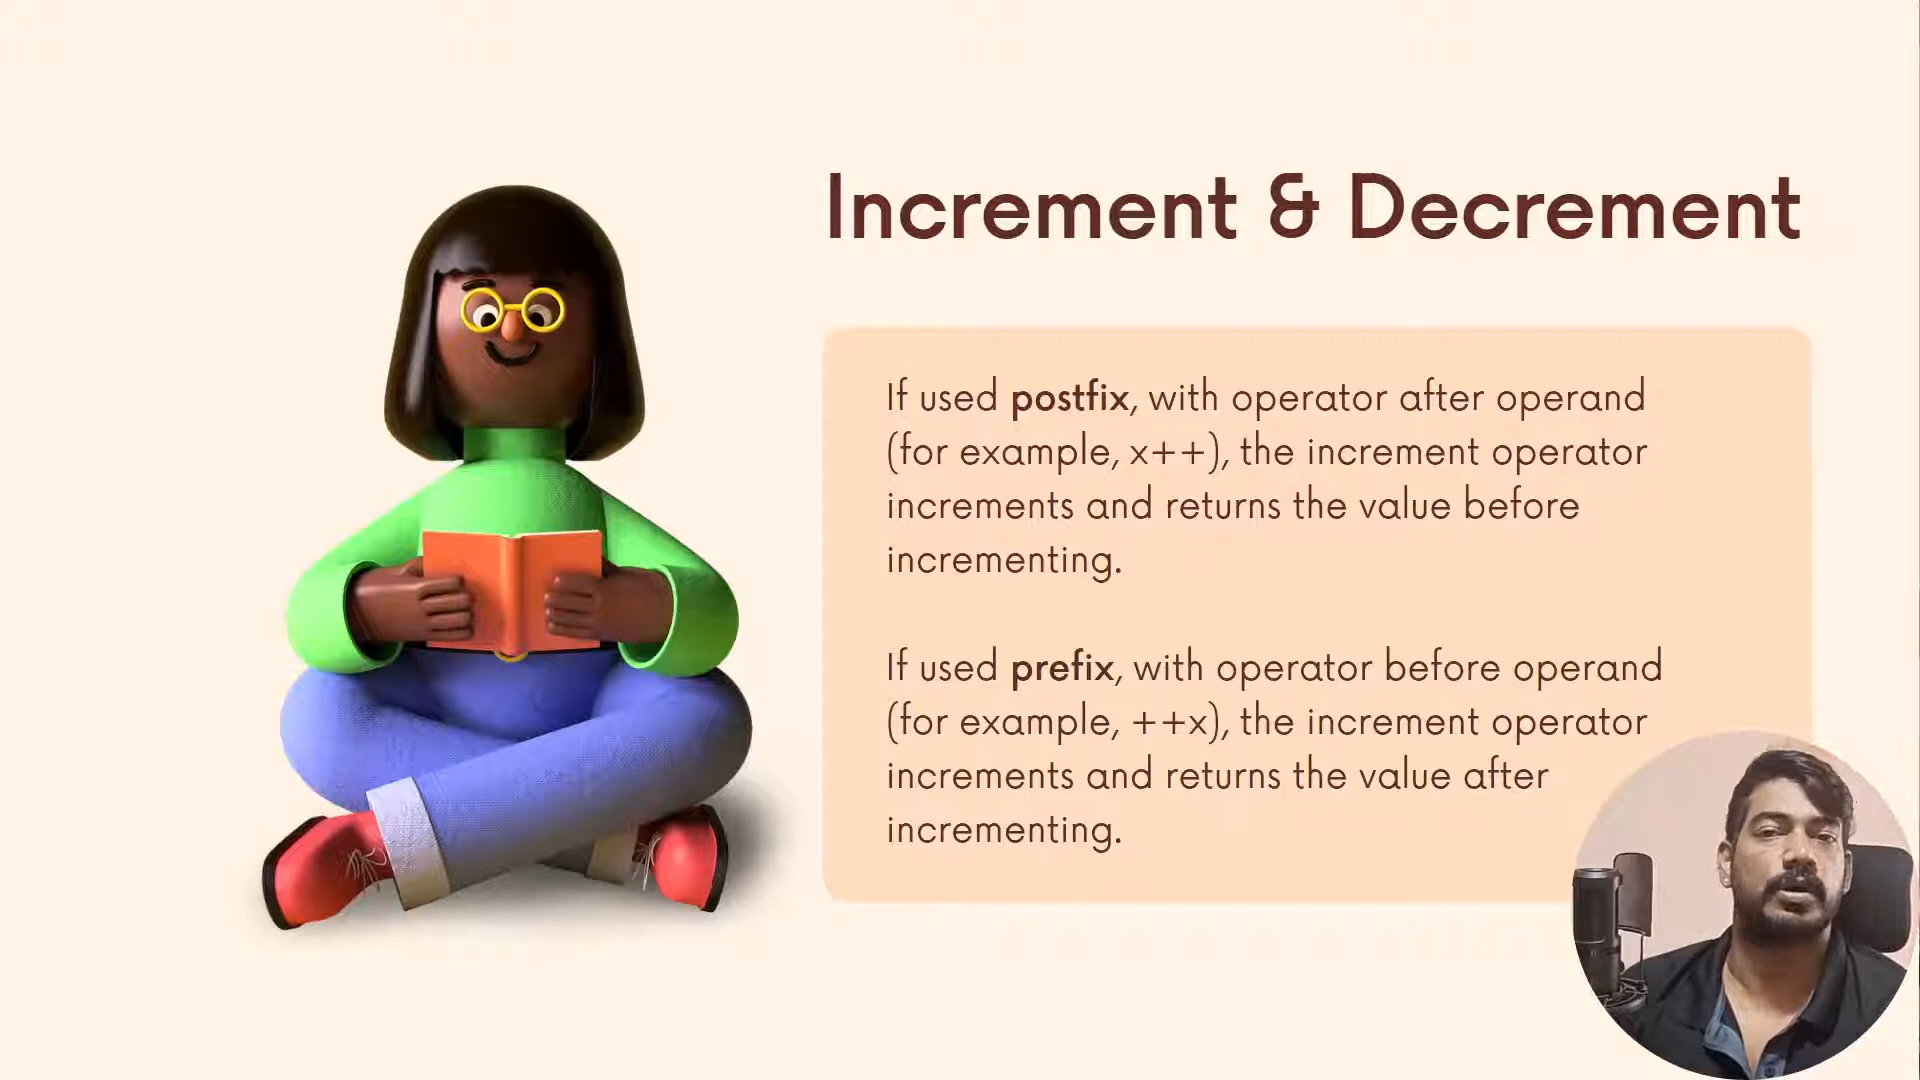 Increment & Decrement
If used postfix, with operator after operand
(for example, x++), the increment operator
increments and returns the value before
incrementing.
If used prefix, with operator before operand
(for example, ++x), the increment operator
increments and returns the value after
incrementing.